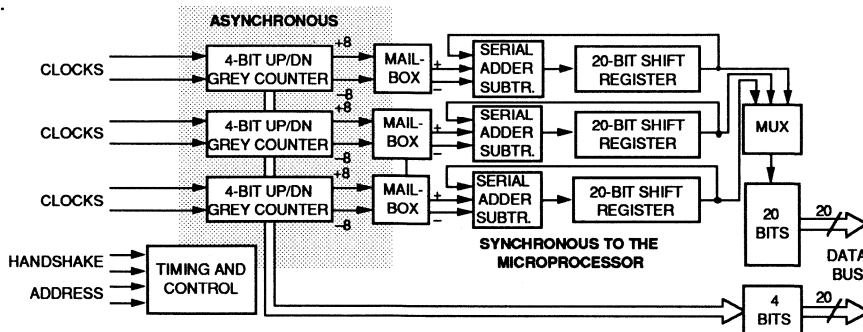 ASYNCHRONOUS
CLOCKS
4-BIT UP/DN
GREY COUNTER
+8
–8
MAIL-
BOX
+
–
SERIAL
ADDER
SUBTR.
20-BIT SHIFT
REGISTER
CLOCKS
4-BIT UP/DN
GREY COUNTER
+8
–8
MAIL-
BOX
+
–
SERIAL
ADDER
SUBTR.
20-BIT SHIFT
REGISTER
MUX
CLOCKS
4-BIT UP/DN
GREY COUNTER
+8
–8
MAIL-
BOX
+
–
SERIAL
ADDER
SUBTR.
20-BIT SHIFT
REGISTER
20
BITS
20
DATA
BUS
SYNCHRONOUS TO THE
MICROPROCESSOR
HANDSHAKE
ADDRESS
TIMING AND
CONTROL
4
BITS
20